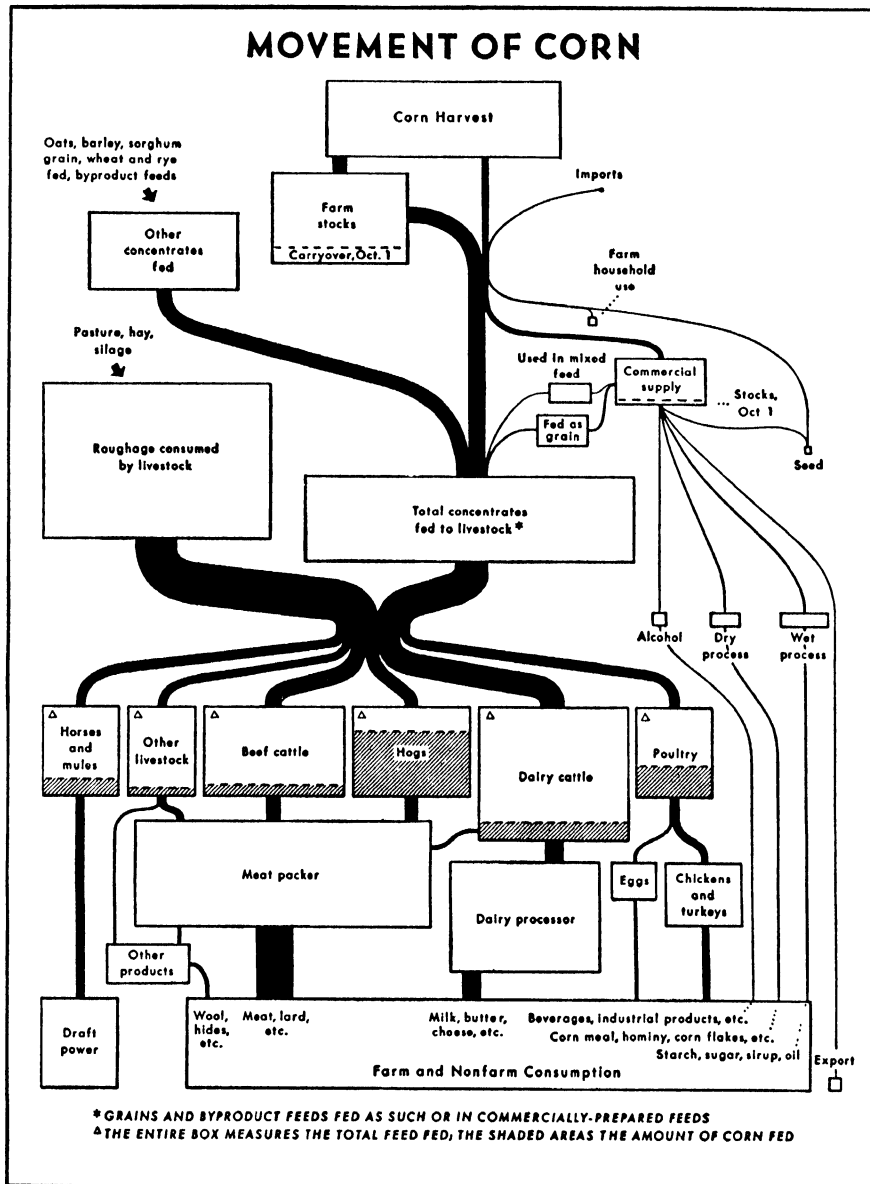 MOVEMENT OF CORN
Corn Harvest
Oats, barley, sorghum
grain, wheat and rye
fed, byproduct feeds
Imports
Farm
stocks
Carryover, Oct. 1
Other
concentrates
fed
Farm
household
use
Pasture, hay,
silage
Used in mixed
feed
Commercial
supply
Stocks,
Oct 1
Fed as
grain
Roughage consumed
by livestock
Seed
Total concentrates
fed to livestock*
Alcohol
Dry
process
Wet
process
Δ
Horses
and
mules
Δ
Other
livestock
Δ
Beef cattle
Δ
Hogs
Δ
Dairy cattle
Δ
Poultry
Meat packer
Eggs
Chickens
and
turkeys
Dairy processor
Other
products
Draft
power
Wool,
hides,
etc.
Meat, lard,
etc.
Milk, butter,
cheese, etc.
Beverages, industrial products, etc.
Corn meal, hominy, corn flakes, etc.
Starch, sugar, sirup, oil
Export
Farm and Nonfarm Consumption
* GRAINS AND BYPRODUCT FEEDS FED AS SUCH OR IN COMMERCIALLY-PREPARED FEEDS
Δ THE ENTIRE BOX MEASURES THE TOTAL FEED FED; THE SHADED AREAS THE AMOUNT OF CORN FED